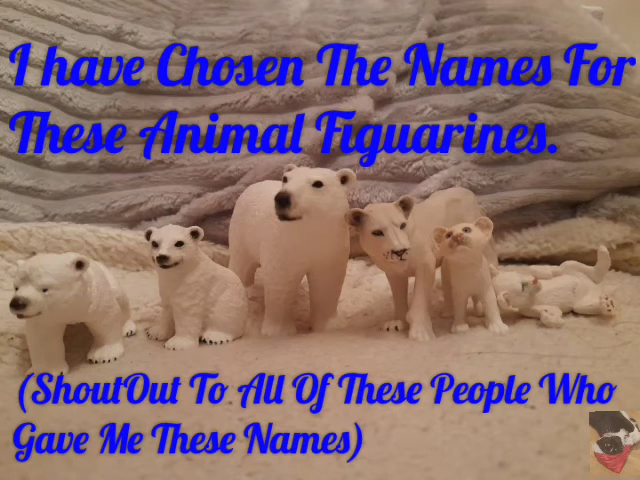 I have Chosen The Names For
These Animal Figuarines.
(ShoutOut To All Of These People Who
Gave Me These Names)